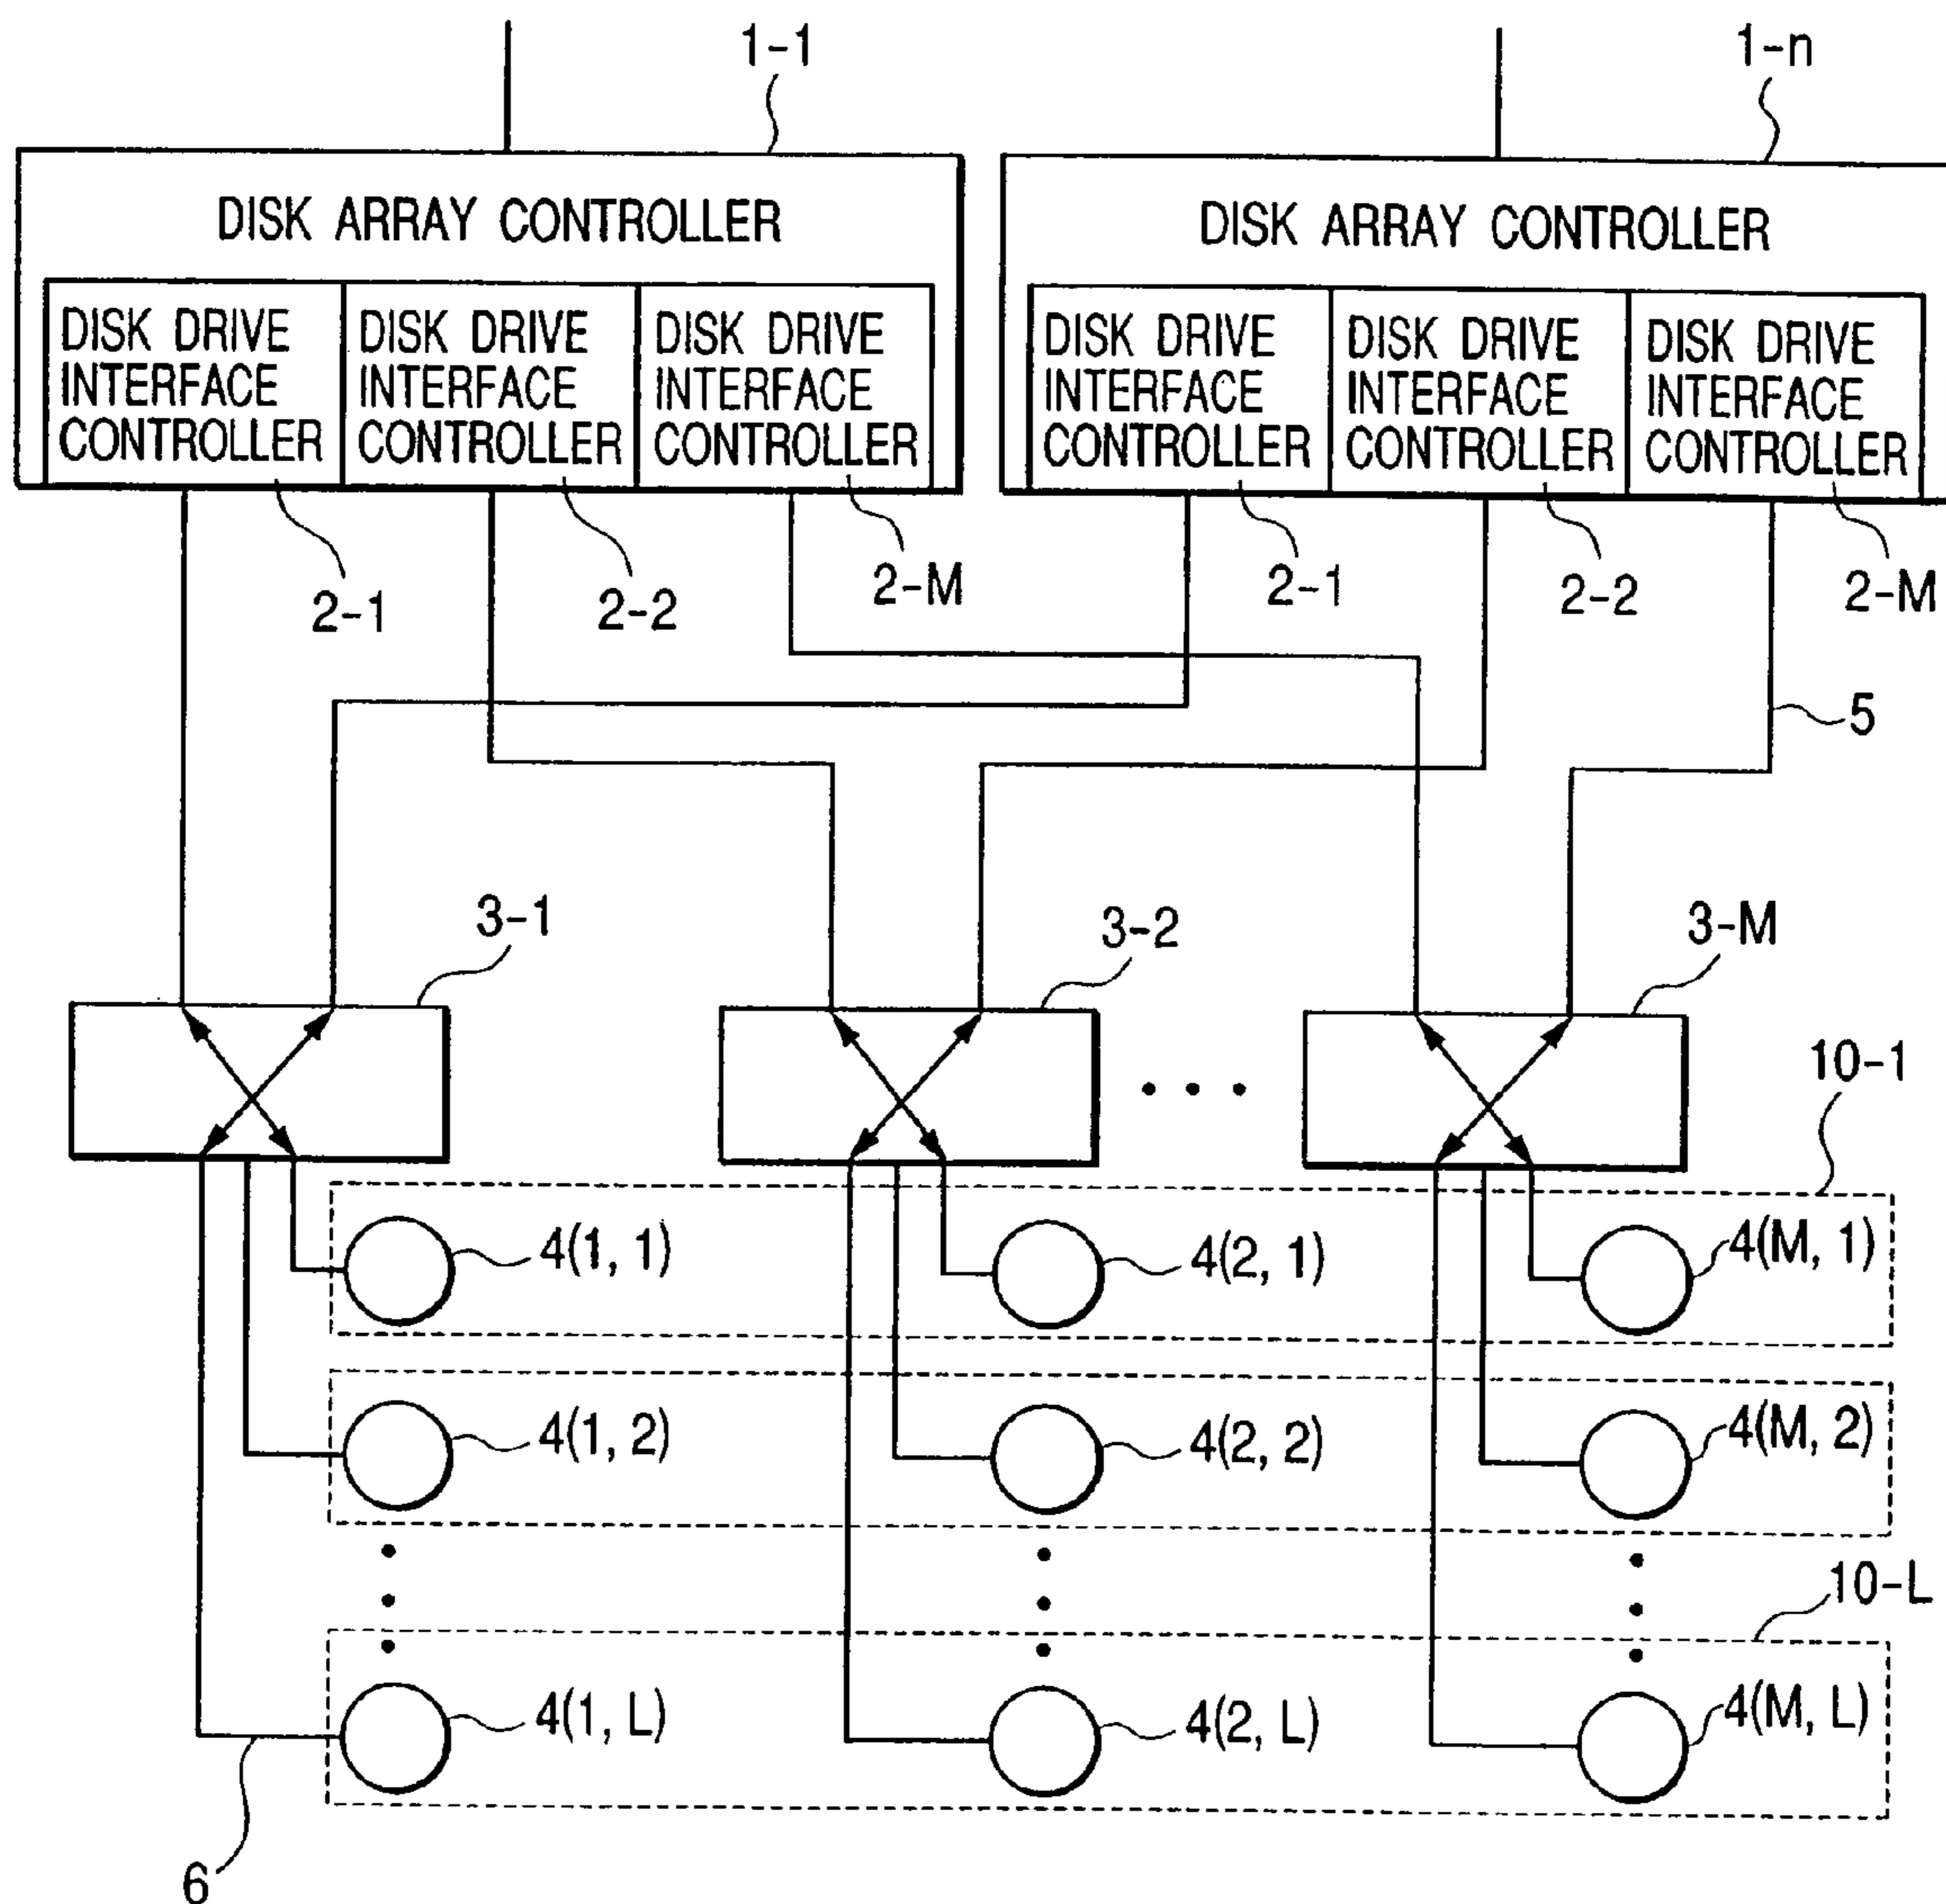 1-1
1-n
DISK ARRAY CONTROLLER
DISK ARRAY CONTROLLER
DISK DRIVE
INTERFACE
CONTROLLER
DISK DRIVE
INTERFACE
CONTROLLER
DISK DRIVE
INTERFACE
CONTROLLER
DISK DRIVE
INTERFACE
CONTROLLER
DISK DRIVE
INTERFACE
CONTROLLER
DISK DRIVE
INTERFACE
CONTROLLER
2-1
2-2
2-M
2-1
2-2
2-M
5
3-1
3-2
3-M
10-1
4(1, 1)
4(2, 1)
4(M, 1)
4(1, 2)
4(2, 2)
4(M, 2)
10-L
4(1, L)
4(2, L)
4(M, L)
6